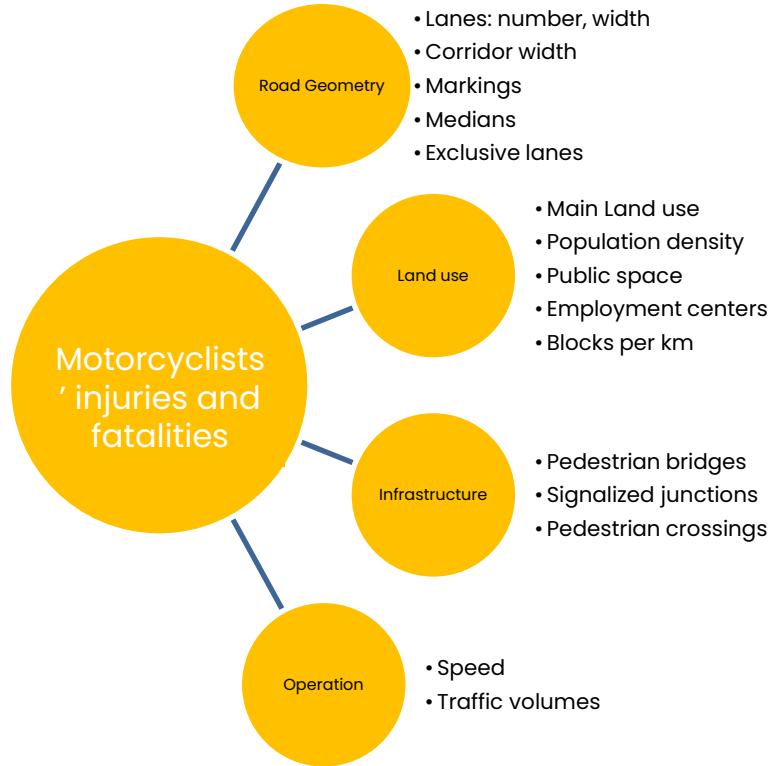 Road Geometry
• Lanes: number, width
• Corridor width
• Markings
• Medians
• Exclusive lanes
Land use
• Main Land use
• Population density
• Public space
• Employment centers
• Blocks per km
Motorcyclists
’ injuries and
fatalities
Infrastructure
• Pedestrian bridges
• Signalized junctions
• Pedestrian crossings
Operation
• Speed
• Traffic volumes